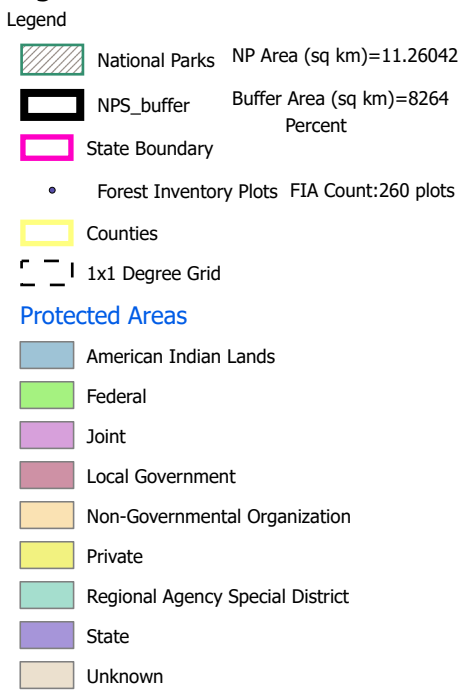 Legend
National Parks NP Area (sq km)=11.26042
NPS_buffer Buffer Area (sq km)=8264
Percent
State Boundary
Forest Inventory Plots FIA Count:260 plots
Counties
1x1 Degree Grid
Protected Areas
American Indian Lands
Federal
Joint
Local Government
Non-Governmental Organization
Private
Regional Agency Special District
State
Unknown